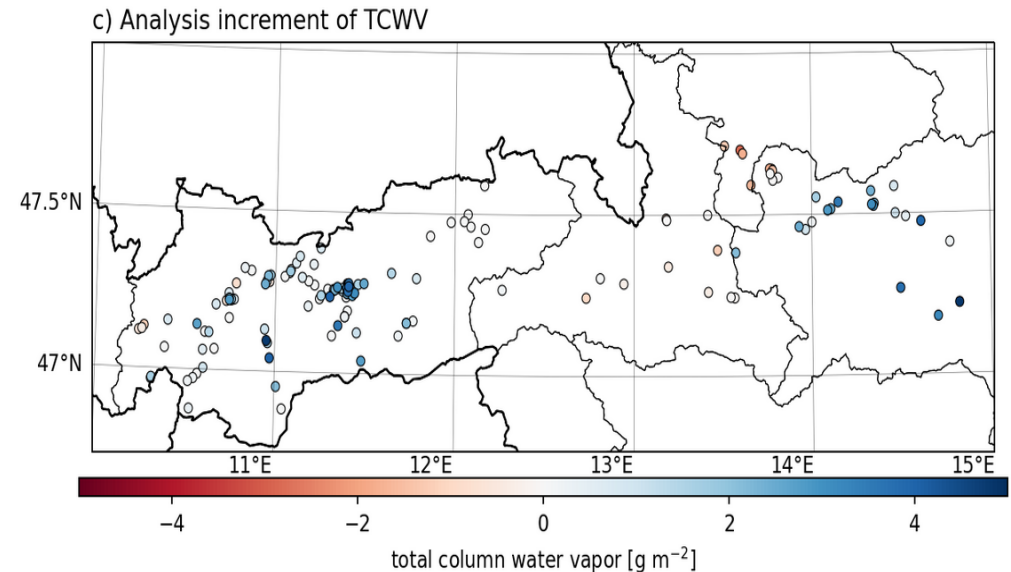 c) Analysis increment of TCWV
47.5°N
47°N
11°E 12°E 13°E 14°E 15°E
−4 −2 0 2 4
total column water vapor [g m⁻²]